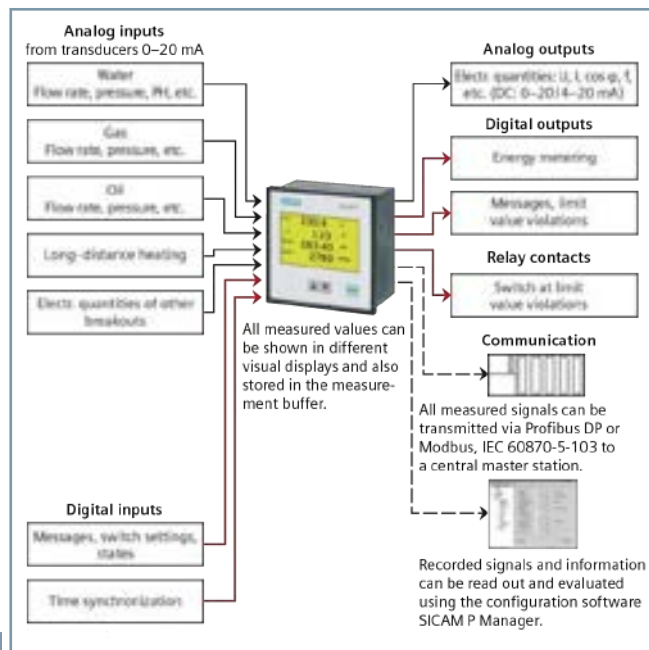 Analog inputs
from transducers 0–20 mA
Water
Flow rate, pressure, PH, etc.
Gas
Flow rate, pressure, etc.
Oil
Flow rate, pressure, etc.
Long-distance heating
Electr. quantities of other
breakouts
Digital inputs
Messages, switch settings,
states
Time synchronization
All measured values can
be shown in different
visual displays and also
stored in the measure-
ment buffer.
Analog outputs
Electr. quantities: U, I, cos φ, f,
etc. (DC: 0–20/4–20 mA)
Digital outputs
Energy metering
Messages, limit
value violations
Relay contacts
Switch at limit
value violations
Communication
All measured signals can be
transmitted via Profibus DP or
Modbus, IEC 60870-5-103 to
a central master station.
Recorded signals and information
can be read out and evaluated
using the configuration software
SICAM P Manager.